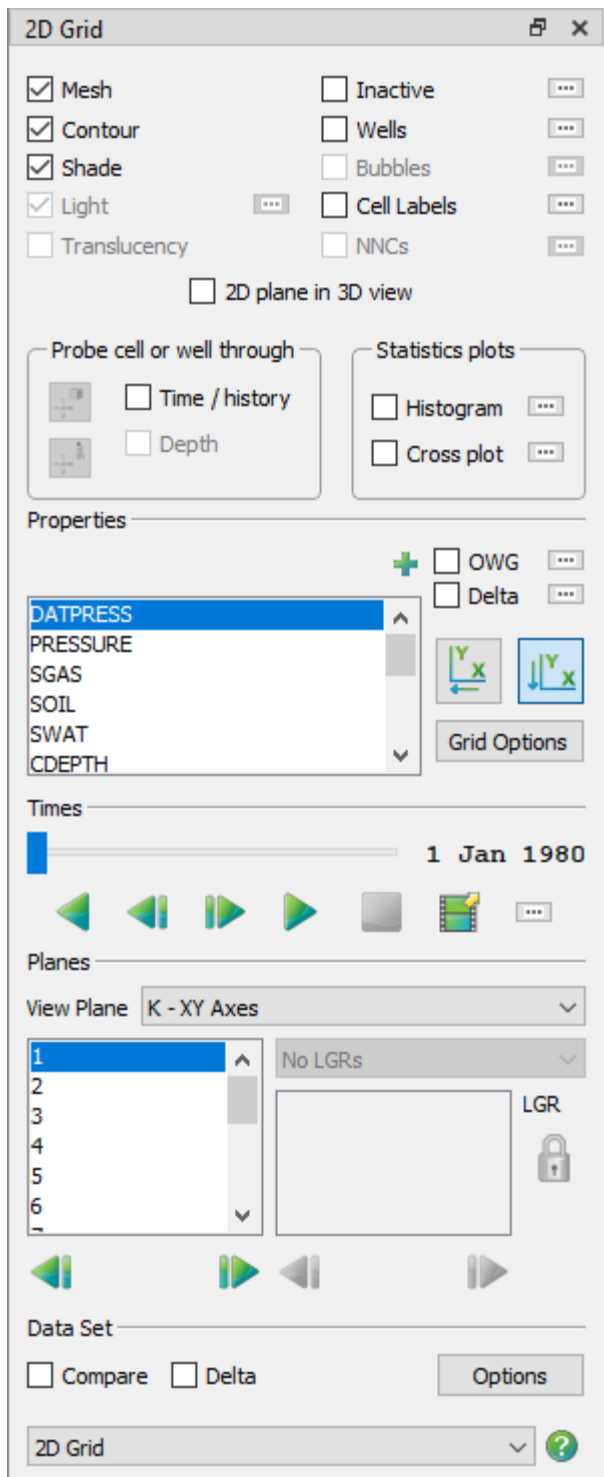 2D Grid
Mesh
Inactive
Contour
Wells
Shade
Bubbles
Light
Cell Labels
Translucency
NNCs
2D plane in 3D view
Probe cell or well through
Time / history
Depth
Statistics plots
Histogram
Cross plot
Properties
OWG
Delta
DATPRESS
PRESSURE
SGAS
SOIL
SWAT
CDEPTH
Y X
Y X
Grid Options
Times
1 Jan 1980
Planes
View Plane K - XY Axes
1
2
3
4
5
6
No LGRs
LGR
Data Set
Compare Delta Options
2D Grid ?